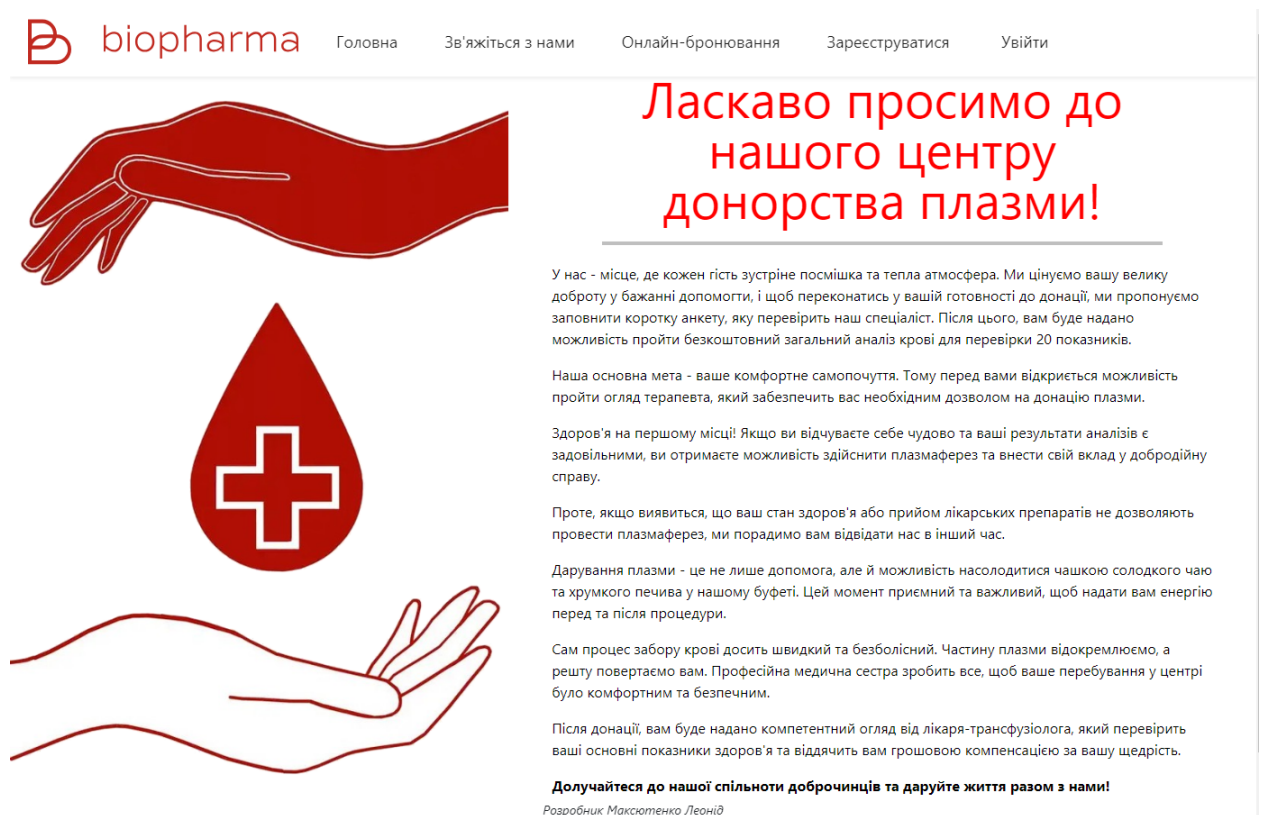 biopharma
Головна Зв'яжіться з нами Онлайн-бронювання Зареєструватися Увійти
Ласкаво просимо до
нашого центру
донорства плазми!
У нас - місце, де кожен гість зустріне посмішка та тепла атмосфера. Ми цінуємо вашу велику
доброту у бажанні допомогти, і щоб переконатись у вашій готовності до донації, ми пропонуємо
заповнити коротку анкету, яку перевірить наш спеціаліст. Після цього, вам буде надано
можливість пройти безкоштовний загальний аналіз крові для перевірки 20 показників.
Наша основна мета - ваше комфортне самопочуття. Тому перед вами відкриється можливість
пройти огляд терапевта, який забезпечить вас необхідним дозволом на донацію плазми.
Здоров'я на першому місці! Якщо ви відчуваєте себе чудово та ваші результати аналізів є
задовільними, ви отримаєте можливість здійснити плазмаферез та внести свій вклад у добродійну
справу.
Проте, якщо виявиться, що ваш стан здоров'я або прийом лікарських препаратів не дозволяють
провести плазмаферез, ми порадимо вам відвідати нас в інший час.
Дарування плазми - це не лише допомога, але й можливість насолодитися чашкою солодкого чаю
та хрумкого печива у нашому буфеті. Цей момент приємний та важливий, щоб надати вам енергію
перед та після процедури.
Сам процес забору крові досить швидкий та безболісний. Частину плазми відокремлюємо, а
решту повертаємо вам. Професійна медична сестра зробить все, щоб ваше перебування у центрі
було комфортним та безпечним.
Після донації, вам буде надано компетентний огляд від лікаря-трансфузіолога, який перевірить
ваші основні показники здоров'я та віддячить вам грошовою компенсацією за вашу щедрість.
Долучайтеся до нашої спільноти доброчинців та даруйте життя разом з нами!
Розробник Максютенко Леонід